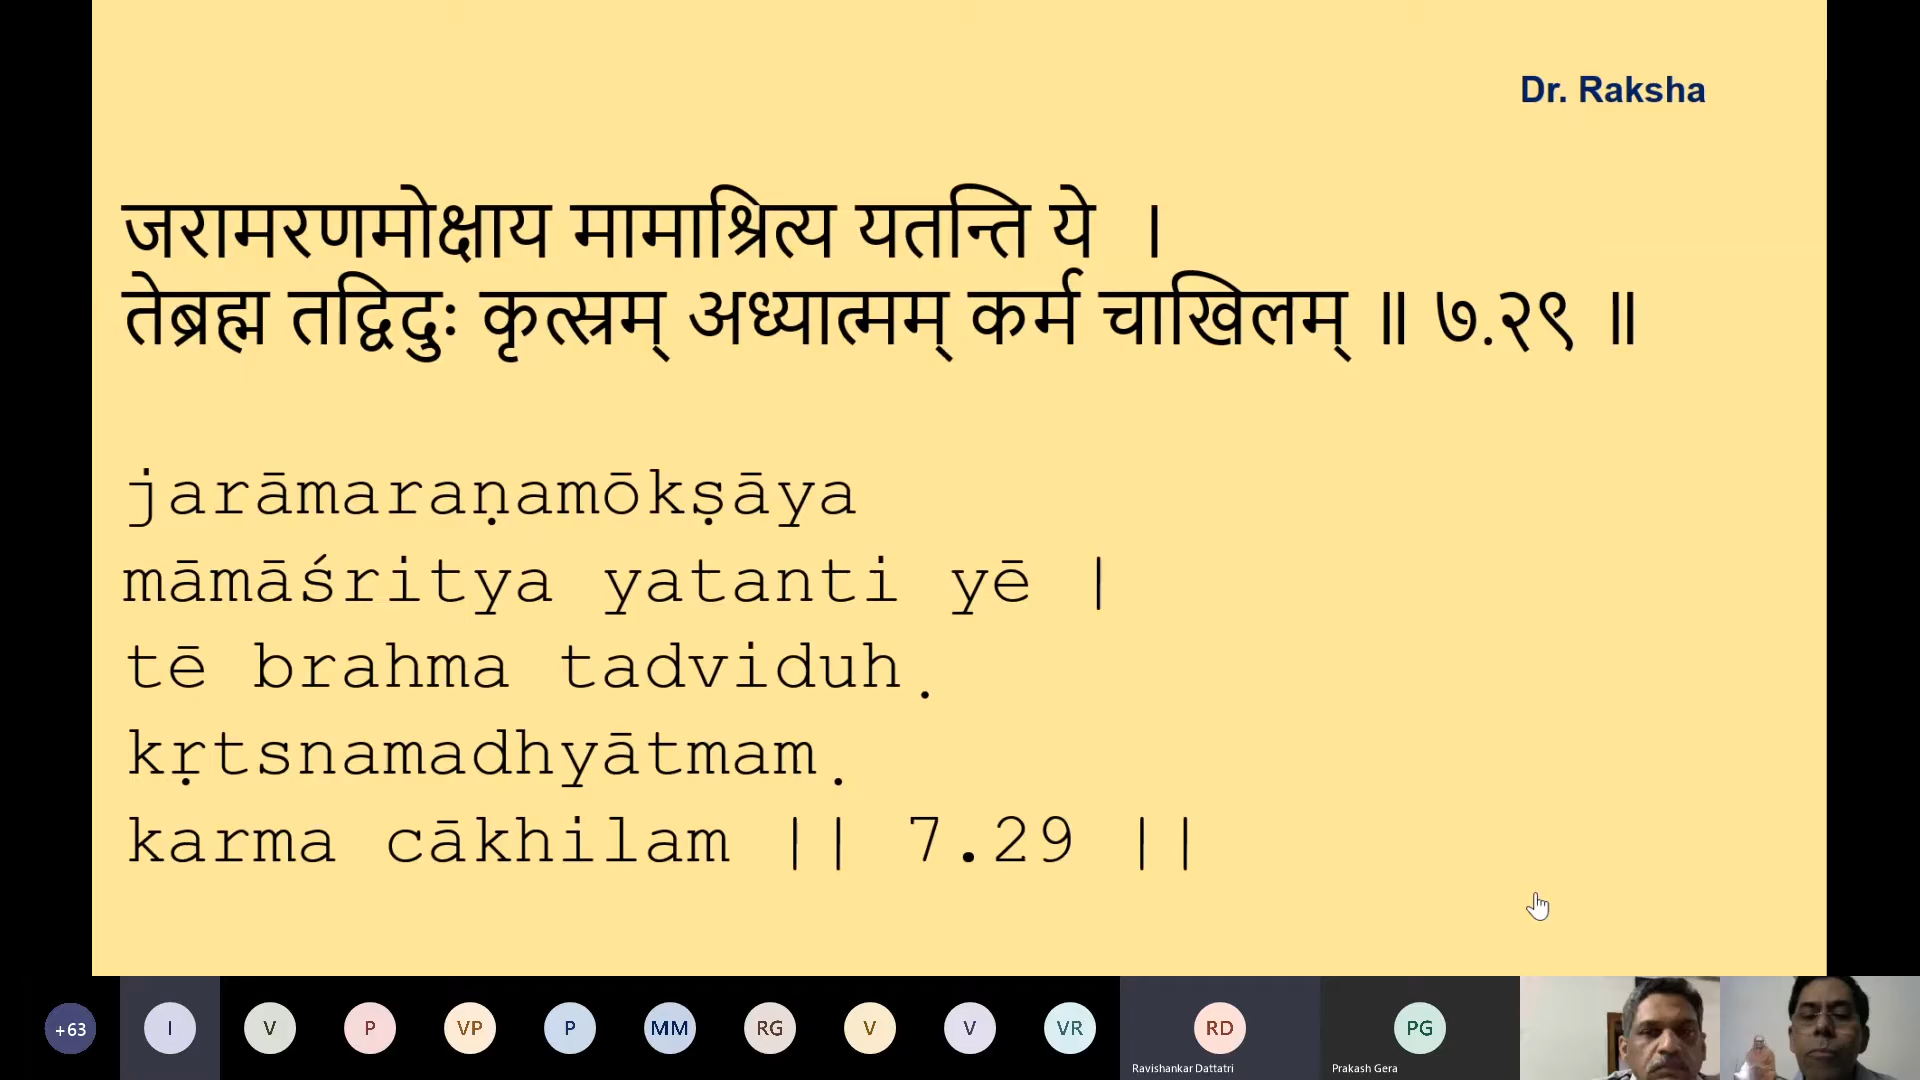 Dr. Raksha
जरामरणमोक्षाय मामाश्रित्य यतन्ति ये ।
तेब्रह्म तद्विदुः कृत्स्नम् अध्यात्मम् कर्म चाखिलम् ॥ ७.२९ ॥
jarāmaraṇamōkṣāya
māmāśritya yatanti yē |
tē brahma tadviduh.
kṛtsnamadhyātmam.
karma cākhilam || 7.29 ||
+63 I V P VP P MM RG V V VR RD PG
Ravishankar Dattatri Prakash Gera